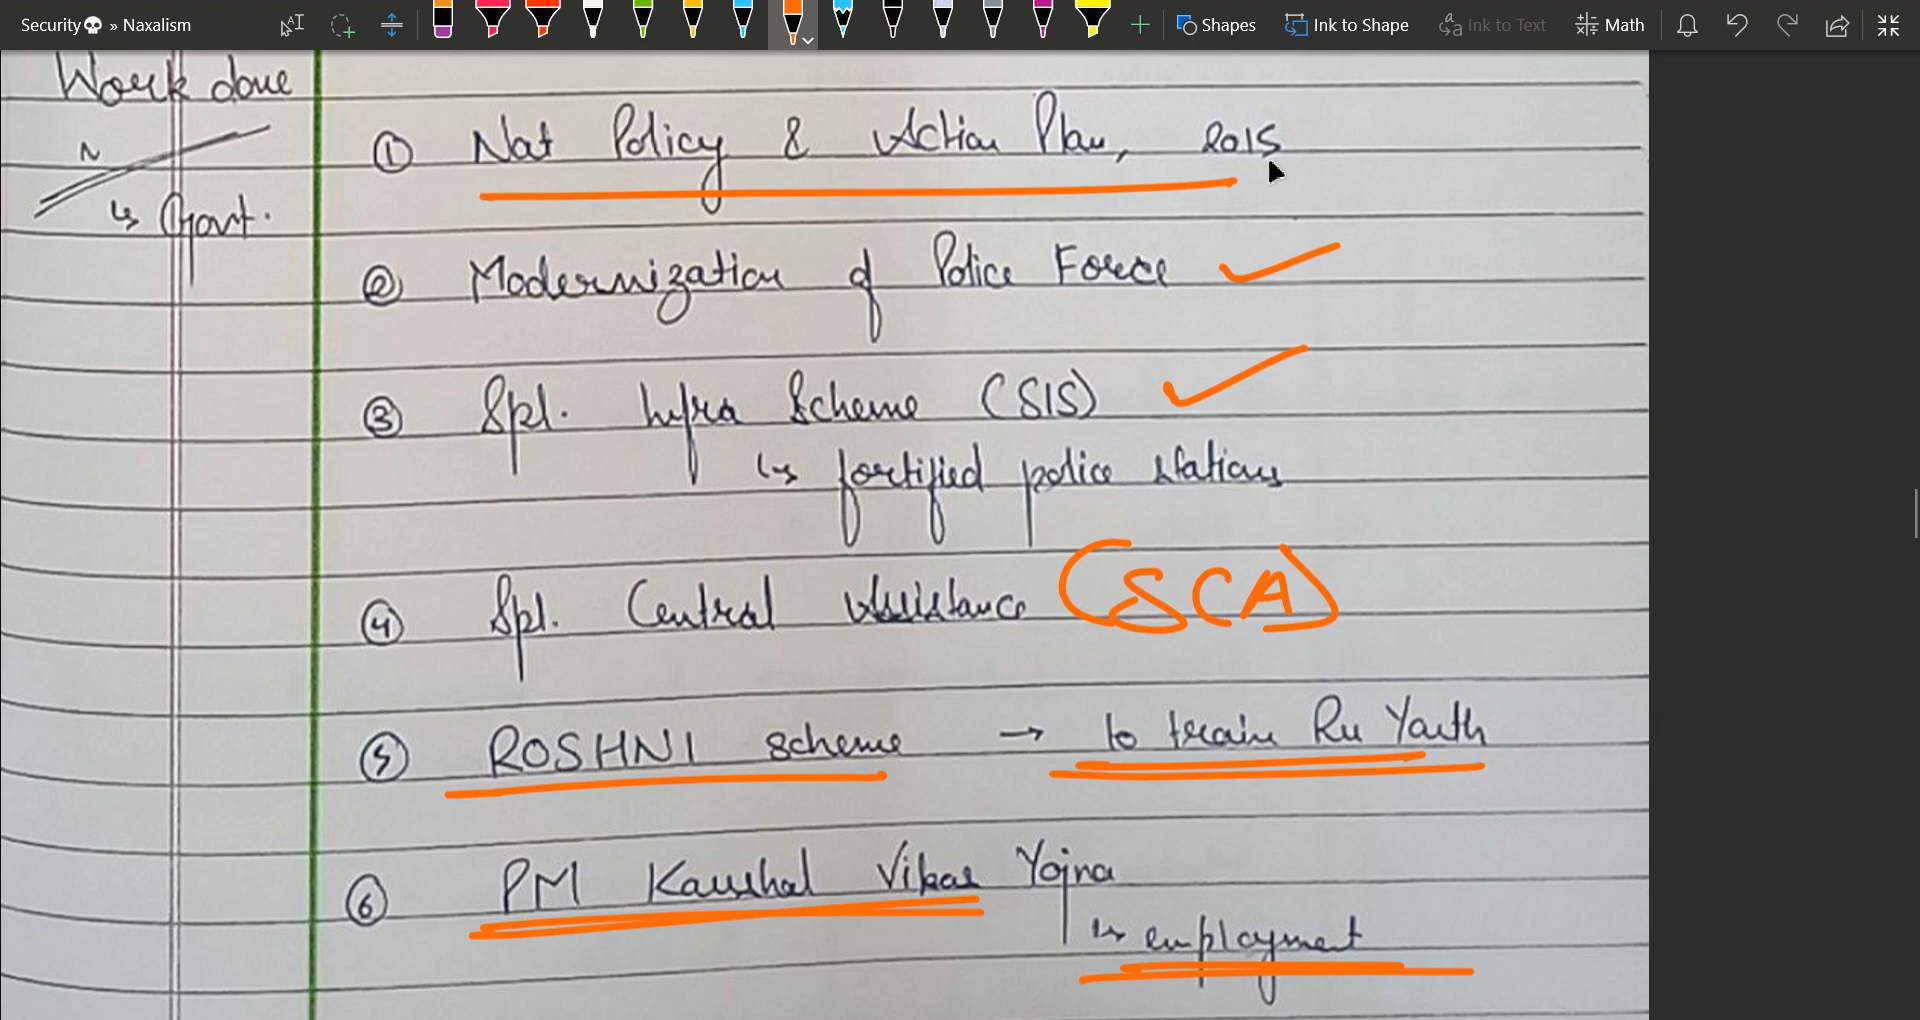 Security💀 » Naxalism
Shapes
Ink to Shape
Ink to Text
Math
Work done
N
↳ Govt.
① Nat Policy & Action Plan, 2015
② Modernization of Police Force ✓
③ Spl. Infra Scheme (SIS) ✓
↳ fortified police stations
④ Spl. Central Assistance (SCA)
⑤ ROSHNI scheme → to train Ru Youth
⑥ PM Kaushal Vikas Yojna
↳ employment